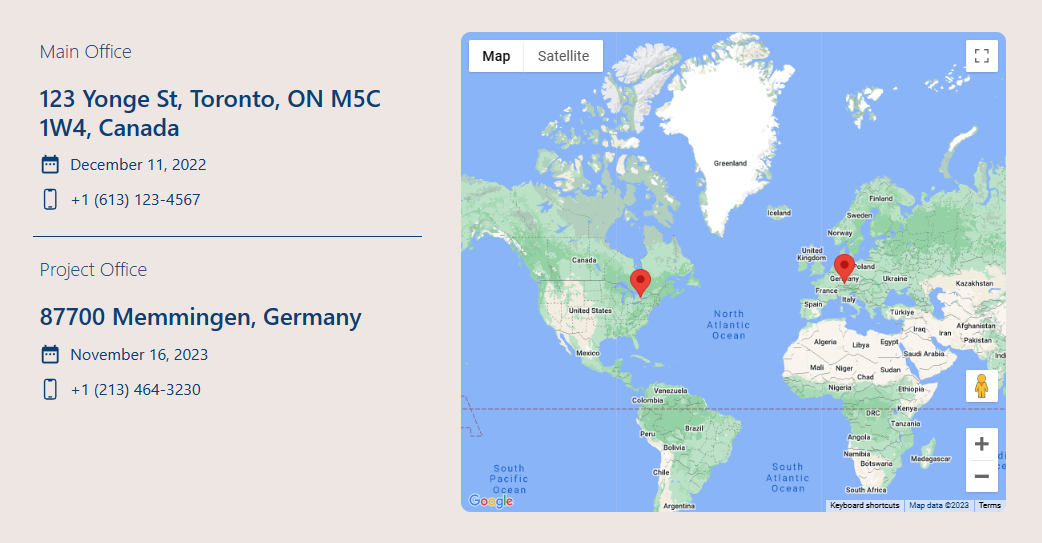 Main Office
123 Yonge St, Toronto, ON M5C
1W4, Canada
December 11, 2022
+1 (613) 123-4567
Project Office
87700 Memmingen, Germany
November 16, 2023
+1 (213) 464-3230
Map
Satellite
Greenland
Iceland
Finland
Sweden
Norway
United
Kingdom
Poland
Germany
Ukraine
France
Kazakhstan
Spain
Italy
Türkiye
Canada
United States
North
Atlantic
Ocean
Mexico
Algeria
Libya
Egypt
Iraq
Iran
Afghanistan
Pakistan
Saudi Arabia
Mali
Niger
Chad
Sudan
Nigeria
Ethiopia
Venezuela
Colombia
DRC
Kenya
Tanzania
Peru
Brazil
Bolivia
Angola
Namibia
Botswana
Madagascar
Chile
South
Pacific
Ocean
South
Atlantic
Ocean
South Africa
Argentina
Google
Keyboard shortcuts
Map data ©2023
Terms